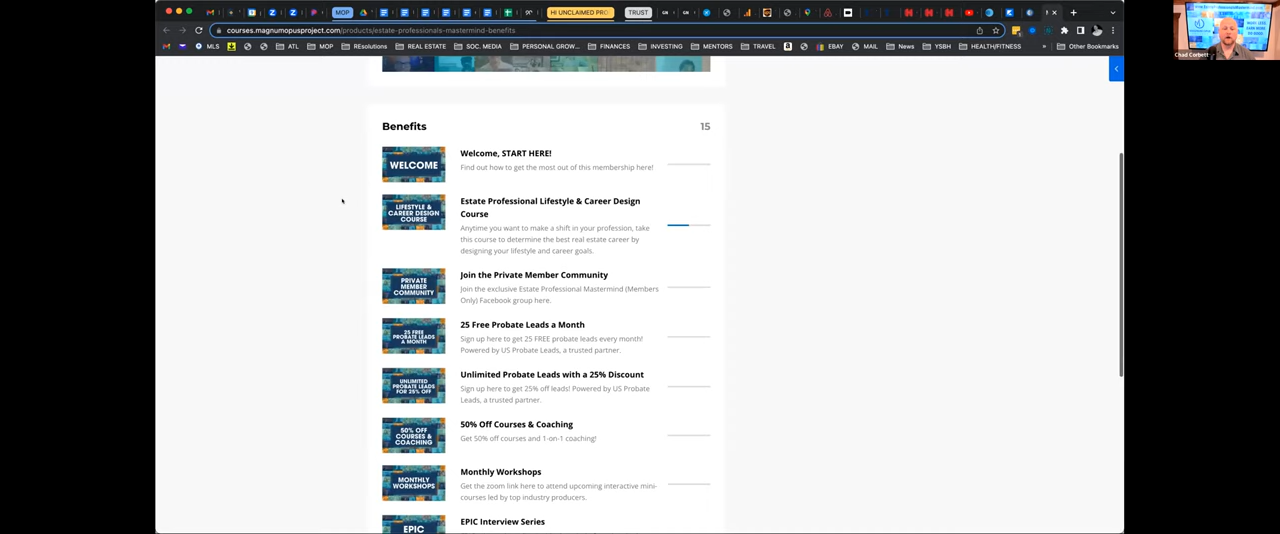 MOP
HI UNCLAIMED PRO
TRUST
courses.magnumopusproject.com/products/estate-professionals-mastermind-benefits
MLS
ATL
MOP
REsolutions
REAL ESTATE
SOC. MEDIA
PERSONAL GROW...
FINANCES
INVESTING
MENTORS
TRAVEL
EBAY
MAIL
News
YSBH
HEALTH/FITNESS
»
Other Bookmarks
Chad Corbett
Benefits
15
WELCOME
Welcome, START HERE!
Find out how to get the most out of this membership here!
LIFESTYLE &
CAREER DESIGN
COURSE
Estate Professional Lifestyle & Career Design
Course
Anytime you want to make a shift in your profession, take
this course to determine the best real estate career by
designing your lifestyle and career goals.
PRIVATE
MEMBER
COMMUNITY
Join the Private Member Community
Join the exclusive Estate Professional Mastermind (Members
Only) Facebook group here.
25 FREE
PROBATE LEADS
A MONTH
25 Free Probate Leads a Month
Sign up here to get 25 FREE probate leads every month!
Powered by US Probate Leads, a trusted partner.
UNLIMITED
PROBATE LEADS
FOR 25% OFF
Unlimited Probate Leads with a 25% Discount
Sign up here to get 25% off leads! Powered by US Probate
Leads, a trusted partner.
50% OFF
COURSES &
COACHING
50% Off Courses & Coaching
Get 50% off courses and 1-on-1 coaching!
MONTHLY
WORKSHOPS
Monthly Workshops
Get the zoom link here to attend upcoming interactive mini-
courses led by top industry producers.
EPIC
EPIC Interview Series